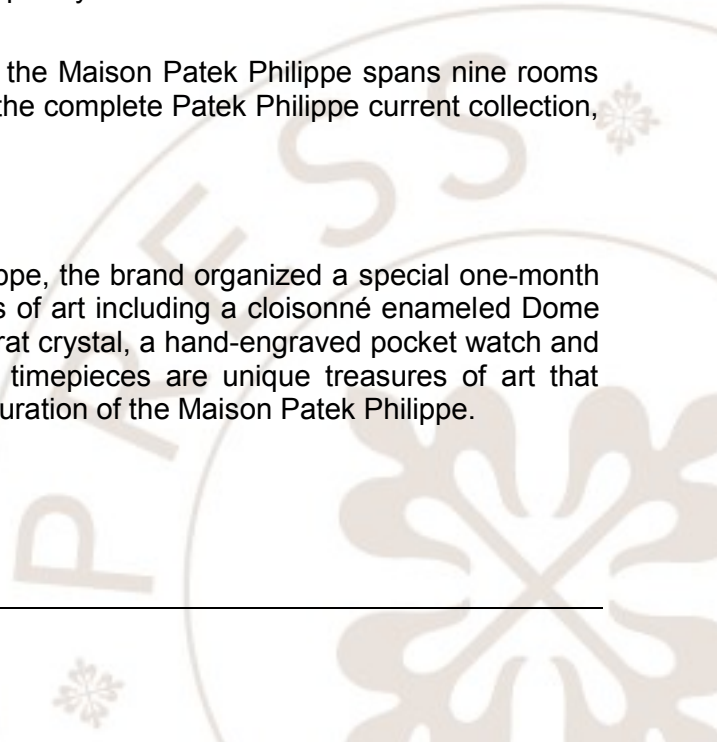 the Maison Patek Philippe spans nine rooms
the complete Patek Philippe current collection,
ppe, the brand organized a special one-month
s of art including a cloisonné enameled Dome
rat crystal, a hand-engraved pocket watch and
timepieces are unique treasures of art that
uration of the Maison Patek Philippe.
PRESS